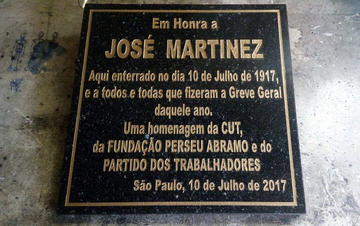 Em Honra a
JOSÉ MARTINEZ
Aqui enterrado no dia 10 de Julho de 1917,
e a todos e todas que fizeram a Greve Geral
daquele ano.
Uma homenagem da CUT,
da FUNDAÇÃO PERSEU ABRAMO e do
PARTIDO DOS TRABALHADORES
São Paulo, 10 de Julho de 2017